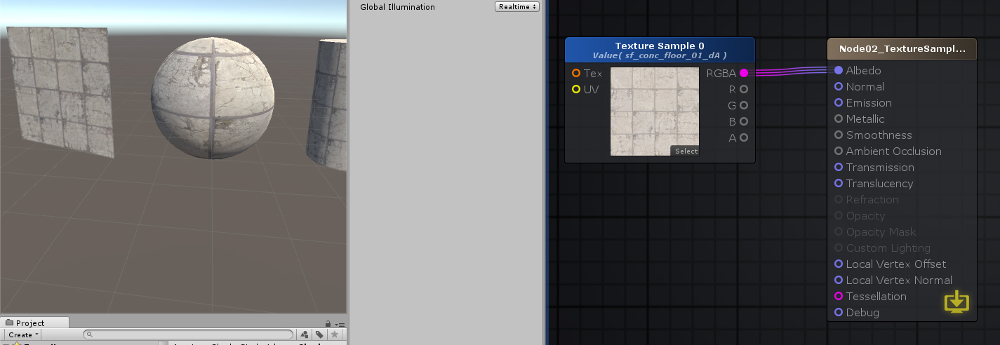 Global Illumination
Realtime
Texture Sample 0
Value( sf_conc_floor_01_dA )
Tex
UV
RGBA
R
G
B
A
Select
Node02_TextureSampl...
Albedo
Normal
Emission
Metallic
Smoothness
Ambient Occlusion
Transmission
Translucency
Refraction
Opacity
Opacity Mask
Custom Lighting
Local Vertex Offset
Local Vertex Normal
Tessellation
Debug
Project
Create